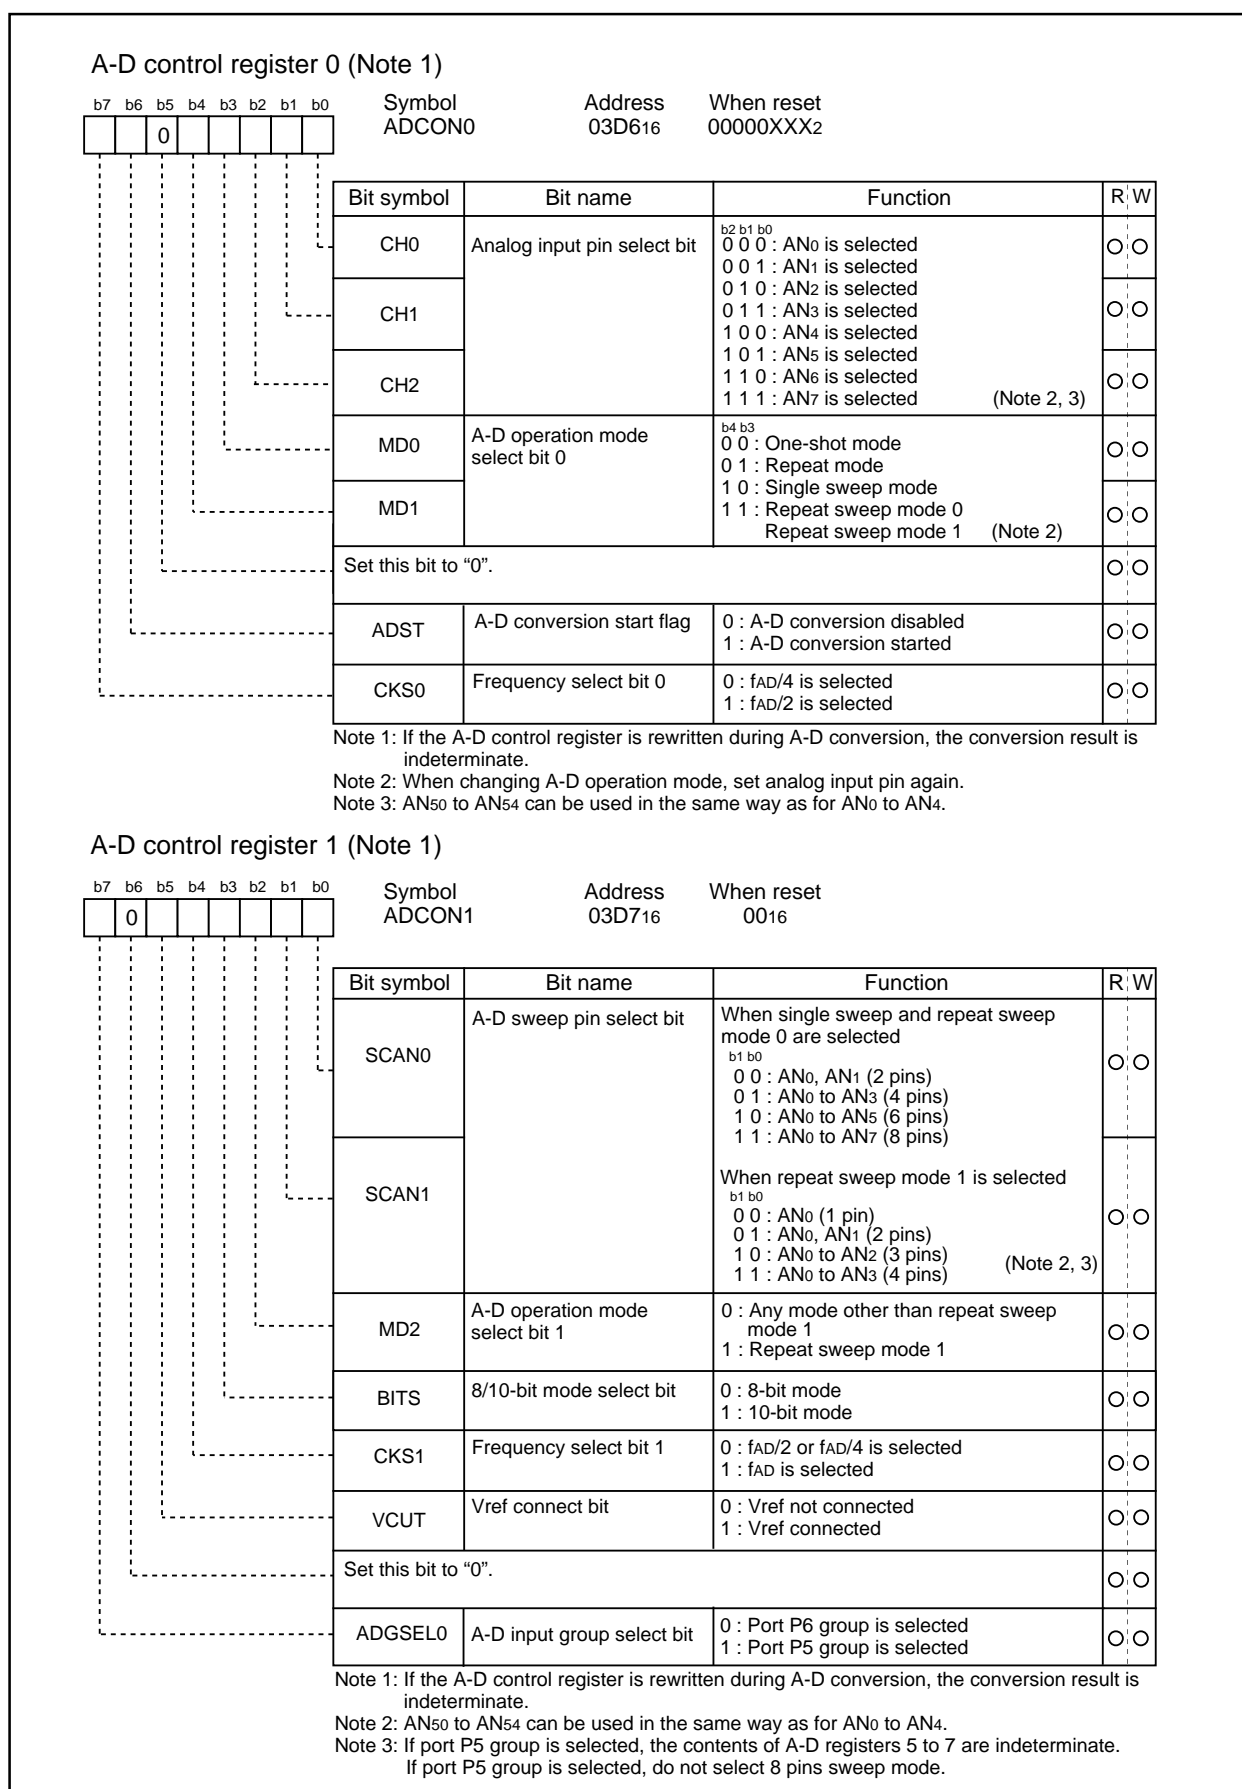 A-D control register 0 (Note 1)
b7 b6 b5 b4 b3 b2 b1 b0
0
Symbol Address When reset
ADCON0 03D616 00000XXX2
Bit symbol Bit name Function R W
CH0 Analog input pin select bit
b2 b1 b0
0 0 0 : AN0 is selected
0 0 1 : AN1 is selected
0 1 0 : AN2 is selected
CH1
0 1 1 : AN3 is selected
1 0 0 : AN4 is selected
1 0 1 : AN5 is selected
CH2
1 1 0 : AN6 is selected
1 1 1 : AN7 is selected (Note 2, 3)
MD0 A-D operation mode
select bit 0
b4 b3
0 0 : One-shot mode
0 1 : Repeat mode
1 0 : Single sweep mode
MD1
1 1 : Repeat sweep mode 0
Repeat sweep mode 1 (Note 2)
Set this bit to “0”.
ADST A-D conversion start flag
0 : A-D conversion disabled
1 : A-D conversion started
CKS0 Frequency select bit 0
0 : fAD/4 is selected
1 : fAD/2 is selected
Note 1: If the A-D control register is rewritten during A-D conversion, the conversion result is
indeterminate.
Note 2: When changing A-D operation mode, set analog input pin again.
Note 3: AN50 to AN54 can be used in the same way as for AN0 to AN4.
A-D control register 1 (Note 1)
b7 b6 b5 b4 b3 b2 b1 b0
0
Symbol Address When reset
ADCON1 03D716 0016
Bit symbol Bit name Function R W
SCAN0 A-D sweep pin select bit
When single sweep and repeat sweep
mode 0 are selected
b1 b0
0 0 : AN0, AN1 (2 pins)
0 1 : AN0 to AN3 (4 pins)
1 0 : AN0 to AN5 (6 pins)
1 1 : AN0 to AN7 (8 pins)
SCAN1
When repeat sweep mode 1 is selected
b1 b0
0 0 : AN0 (1 pin)
0 1 : AN0, AN1 (2 pins)
1 0 : AN0 to AN2 (3 pins)
1 1 : AN0 to AN3 (4 pins) (Note 2, 3)
MD2 A-D operation mode
select bit 1
0 : Any mode other than repeat sweep
mode 1
1 : Repeat sweep mode 1
BITS 8/10-bit mode select bit
0 : 8-bit mode
1 : 10-bit mode
CKS1 Frequency select bit 1
0 : fAD/2 or fAD/4 is selected
1 : fAD is selected
VCUT Vref connect bit
0 : Vref not connected
1 : Vref connected
Set this bit to “0”.
ADGSEL0 A-D input group select bit
0 : Port P6 group is selected
1 : Port P5 group is selected
Note 1: If the A-D control register is rewritten during A-D conversion, the conversion result is
indeterminate.
Note 2: AN50 to AN54 can be used in the same way as for AN0 to AN4.
Note 3: If port P5 group is selected, the contents of A-D registers 5 to 7 are indeterminate.
If port P5 group is selected, do not select 8 pins sweep mode.